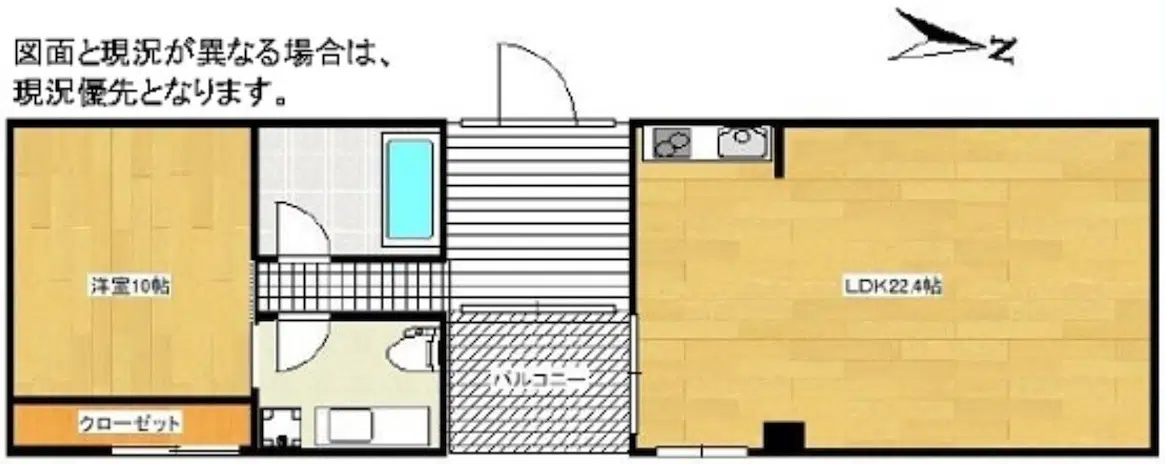 図面と現況が異なる場合は、
現況優先となります。
N
洋室10帖
LDK22.4帖
バルコニー
クローゼット